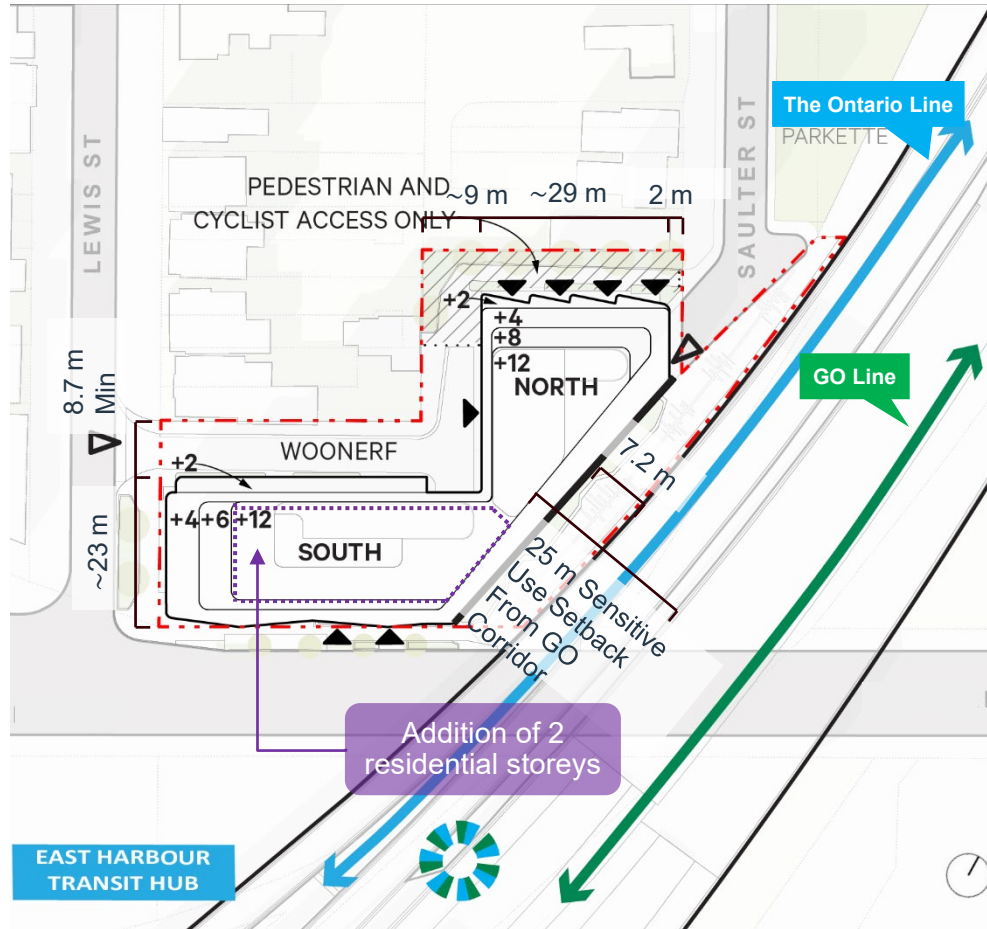 The Ontario Line
PARKETTE
SAULTER ST
LEWIS ST
PEDESTRIAN AND
CYCLIST ACCESS ONLY
~9 m
~29 m
2 m
+2
+4
+8
+12
NORTH
GO Line
8.7 m
Min
WOONERF
+2
7.2 m
~23 m
+4
+6
+12
SOUTH
25 m Sensitive
Use Setback
From GO
Corridor
Addition of 2
residential storeys
EAST HARBOUR
TRANSIT HUB